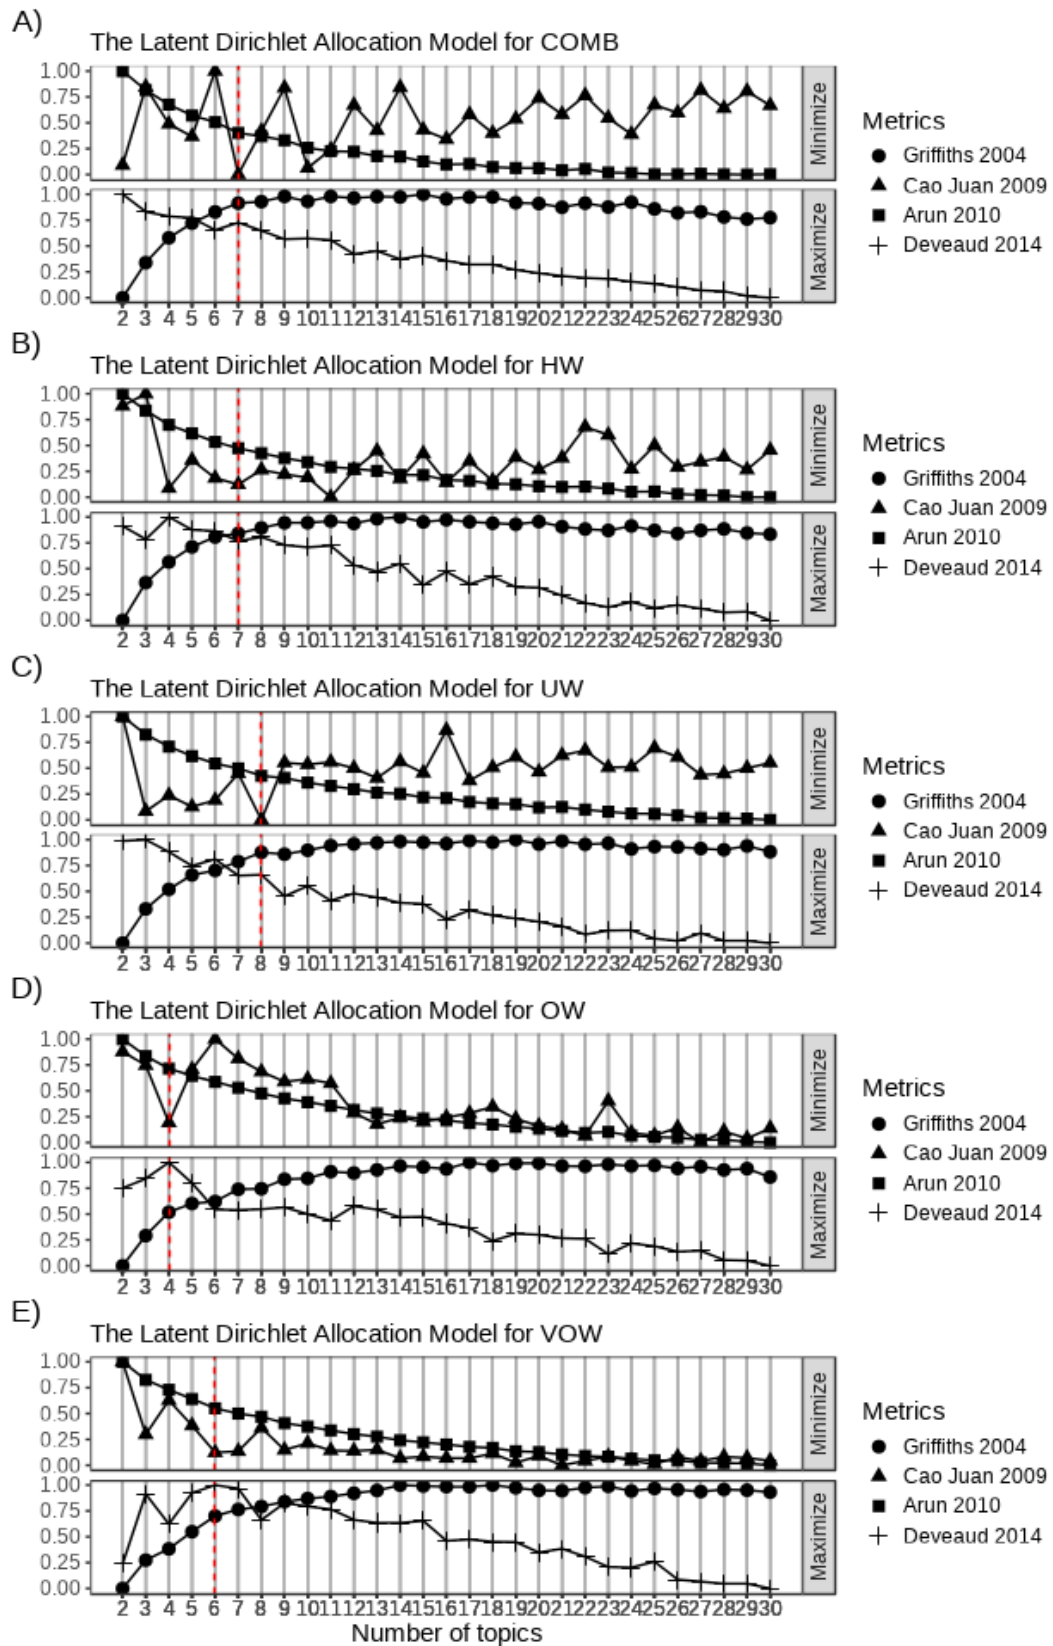 A)
The Latent Dirichlet Allocation Model for COMB
1.00
0.75
0.50
0.25
0.00
Minimize
1.00
0.75
0.50
0.25
0.00
Maximize
2 3 4 5 6 7 8 9 10 11 12 13 14 15 16 17 18 19 20 21 22 23 24 25 26 27 28 29 30
Metrics
Griffiths 2004
Cao Juan 2009
Arun 2010
Deveaud 2014
B)
The Latent Dirichlet Allocation Model for HW
1.00
0.75
0.50
0.25
0.00
Minimize
1.00
0.75
0.50
0.25
0.00
Maximize
2 3 4 5 6 7 8 9 10 11 12 13 14 15 16 17 18 19 20 21 22 23 24 25 26 27 28 29 30
Metrics
Griffiths 2004
Cao Juan 2009
Arun 2010
Deveaud 2014
C)
The Latent Dirichlet Allocation Model for UW
1.00
0.75
0.50
0.25
0.00
Minimize
1.00
0.75
0.50
0.25
0.00
Maximize
2 3 4 5 6 7 8 9 10 11 12 13 14 15 16 17 18 19 20 21 22 23 24 25 26 27 28 29 30
Metrics
Griffiths 2004
Cao Juan 2009
Arun 2010
Deveaud 2014
D)
The Latent Dirichlet Allocation Model for OW
1.00
0.75
0.50
0.25
0.00
Minimize
1.00
0.75
0.50
0.25
0.00
Maximize
2 3 4 5 6 7 8 9 10 11 12 13 14 15 16 17 18 19 20 21 22 23 24 25 26 27 28 29 30
Metrics
Griffiths 2004
Cao Juan 2009
Arun 2010
Deveaud 2014
E)
The Latent Dirichlet Allocation Model for VOW
1.00
0.75
0.50
0.25
0.00
Minimize
1.00
0.75
0.50
0.25
0.00
Maximize
2 3 4 5 6 7 8 9 10 11 12 13 14 15 16 17 18 19 20 21 22 23 24 25 26 27 28 29 30
Number of topics
Metrics
Griffiths 2004
Cao Juan 2009
Arun 2010
Deveaud 2014